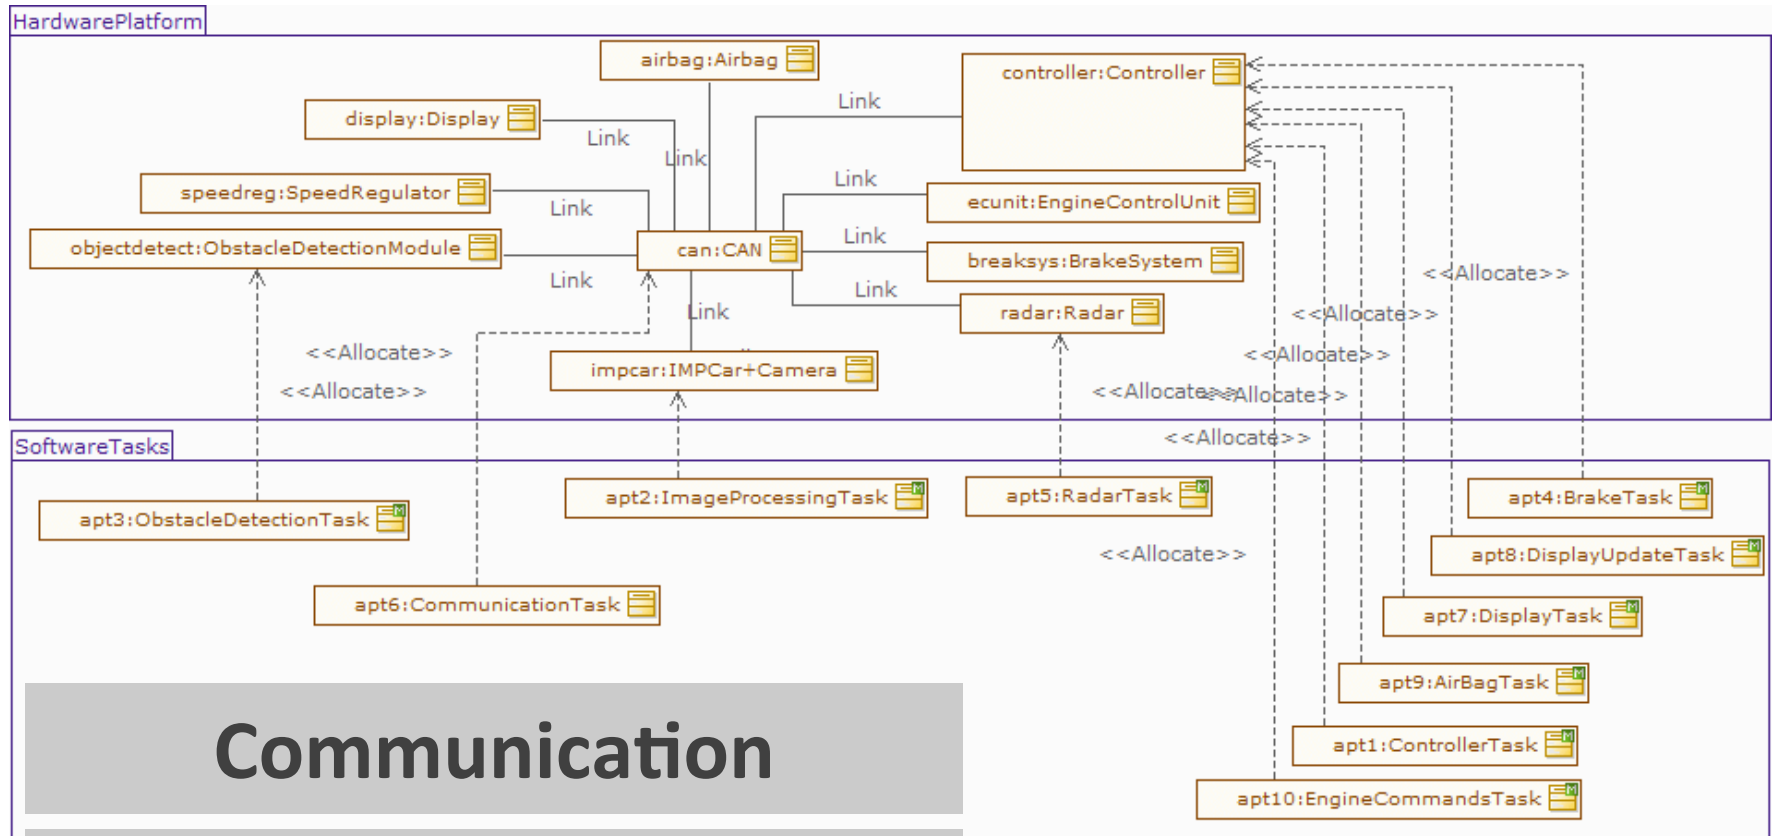 HardwarePlatform
airbag:Airbag
controller:Controller
Link
display:Display
Link
Link
speedreg:SpeedRegulator
Link
Link
ecunit:EngineControlUnit
objectdetect:ObstacleDetectionModule
can:CAN
Link
breaksys:BrakeSystem
Link
Link
<<Allocate>>
Link
radar:Radar
<<Allocate>>
<<Allocate>>
<<Allocate>>
impcar:IMPCar+Camera
<<Allocate>>
<<Allocate>>
<<Allocate>>
<<Allocate>>
SoftwareTasks
apt3:ObstacleDetectionTask
apt2:ImageProcessingTask
apt5:RadarTask
apt4:BrakeTask
<<Allocate>>
apt8:DisplayUpdateTask
apt6:CommunicationTask
apt7:DisplayTask
apt9:AirBagTask
Communication
apt1:ControllerTask
apt10:EngineCommandsTask